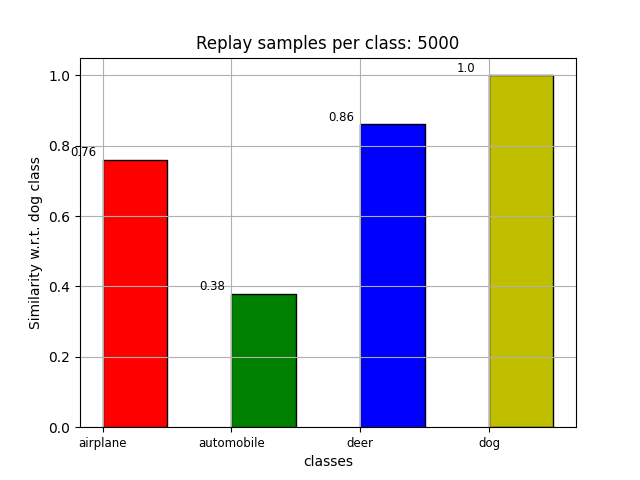 Replay samples per class: 5000
Similarity w.r.t. dog class
1.0
0.8
0.6
0.4
0.2
0.0
0.76
0.38
0.86
1.0
airplane
automobile
deer
dog
classes